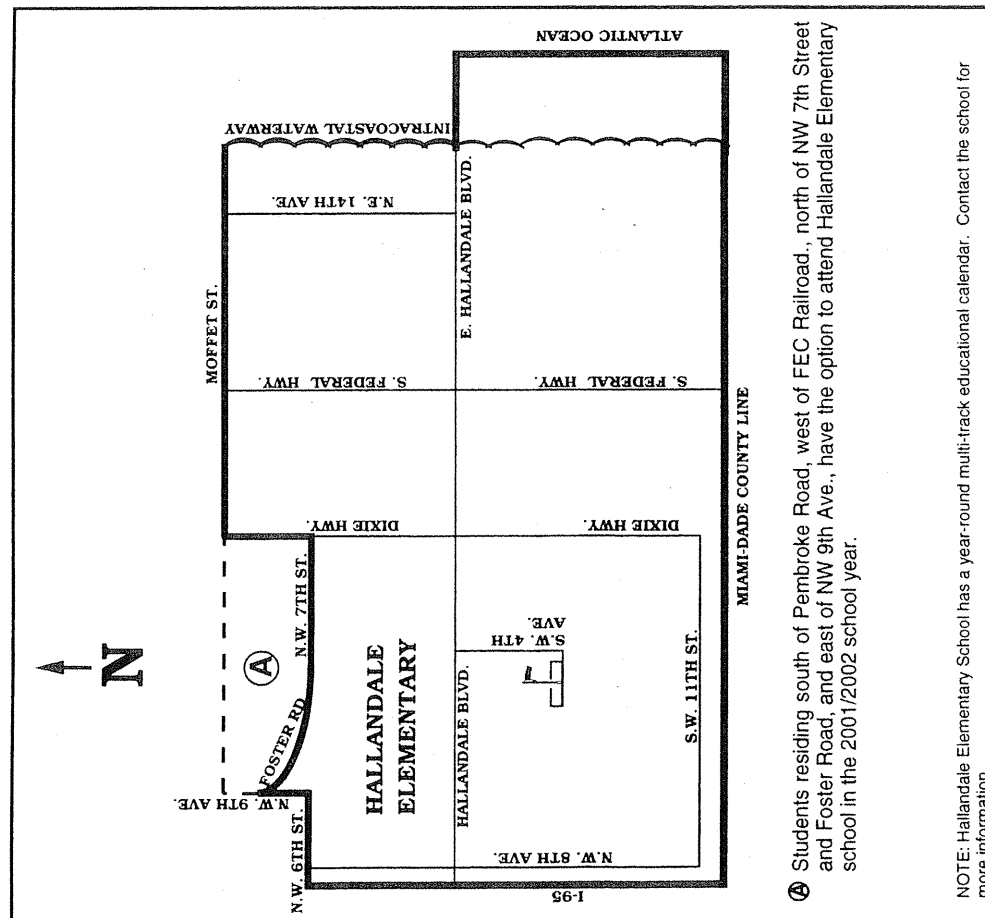 N
ATLANTIC OCEAN
INTRACOASTAL WATERWAY
MOFFET ST.
N.E. 14TH AVE.
E. HALLANDALE BLVD.
S. FEDERAL HWY.
S. FEDERAL HWY.
DIXIE HWY.
DIXIE HWY.
N.W. 7TH ST.
A
FOSTER RD
N.W. 9TH AVE.
N.W. 6TH ST.
HALLANDALE
ELEMENTARY
HALLANDALE BLVD.
S.W. 4TH
AVE.
S.W. 11TH ST.
N.W. 8TH AVE.
I-95
MIAMI-DADE COUNTY LINE
A Students residing south of Pembroke Road, west of FEC Railroad., north of NW 7th Street
and Foster Road, and east of NW 9th Ave., have the option to attend Hallandale Elementary
school in the 2001/2002 school year.
NOTE: Hallandale Elementary School has a year-round multi-track educational calendar. Contact the school for
more information